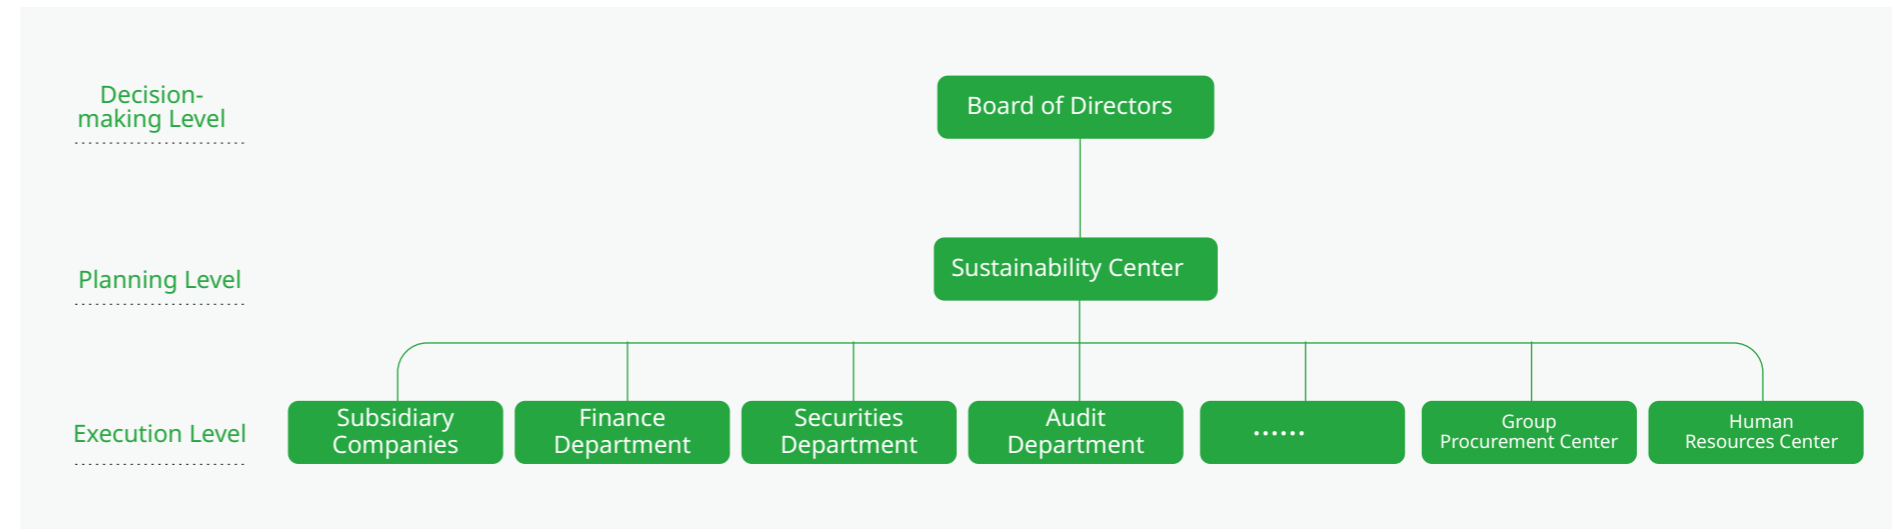 Decision-
making Level
Board of Directors
Planning Level
Sustainability Center
Execution Level
Subsidiary
Companies
Finance
Department
Securities
Department
Audit
Department
······
Group
Procurement Center
Human
Resources Center